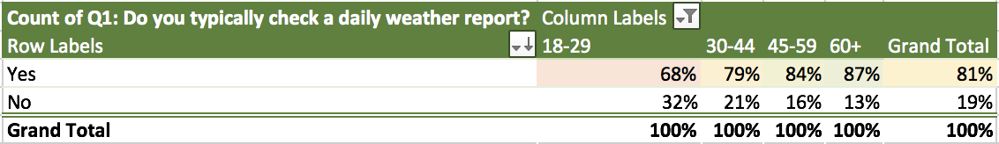 Count of Q1: Do you typically check a daily weather report? Column Labels
Row Labels 18-29 30-44 45-59 60+ Grand Total
Yes 68% 79% 84% 87% 81%
No 32% 21% 16% 13% 19%
Grand Total 100% 100% 100% 100% 100%